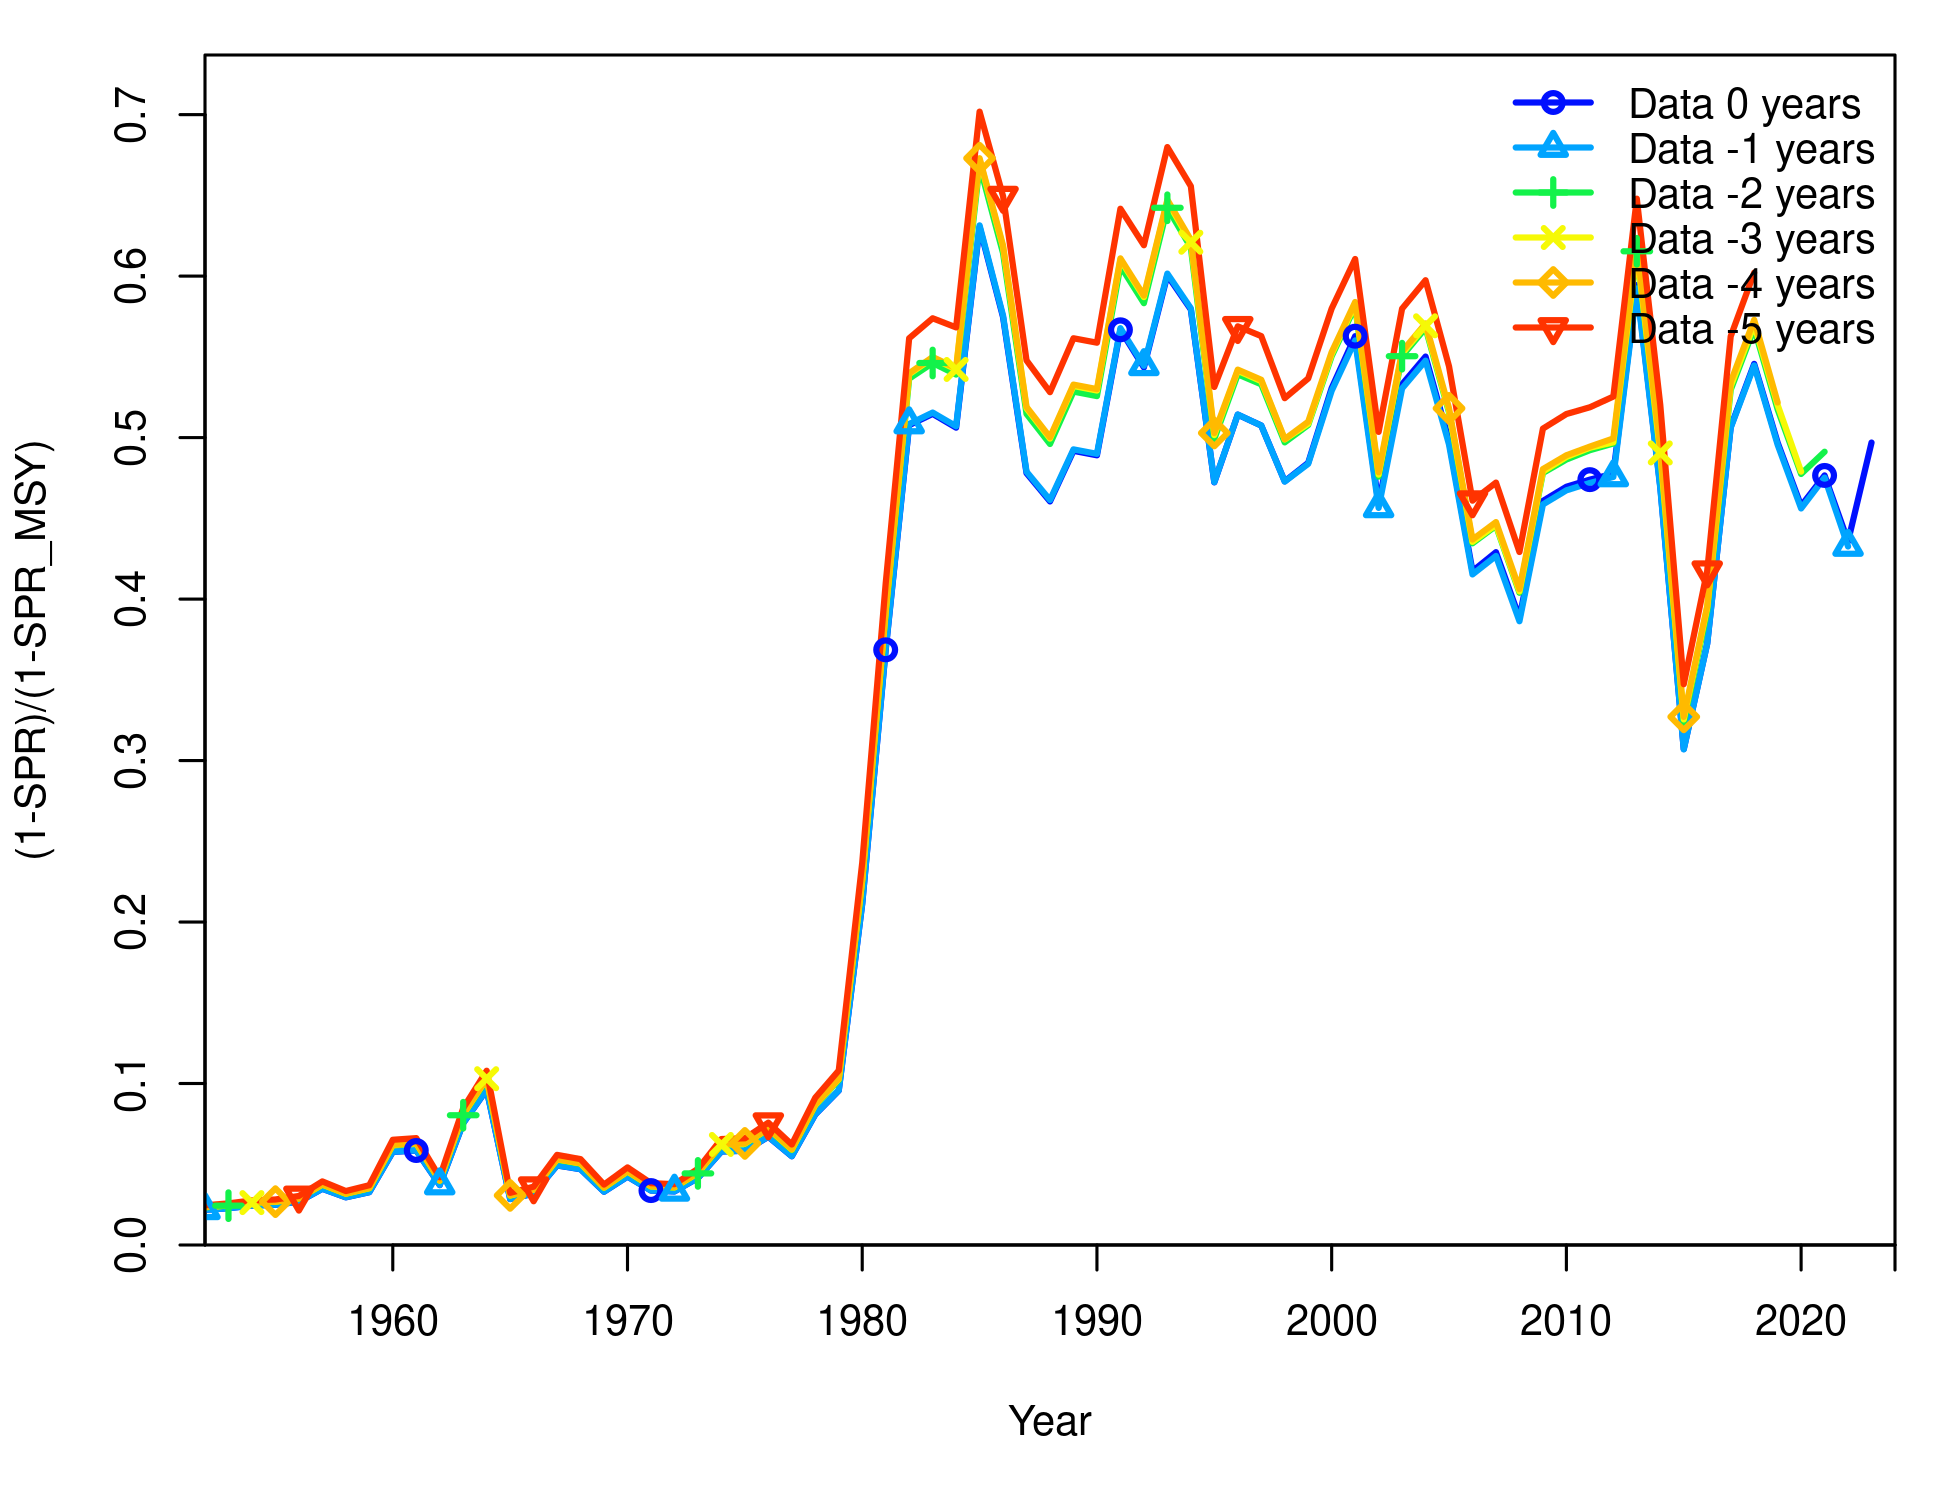 Data 0 years
Data -1 years
Data -2 years
Data -3 years
Data -4 years
Data -5 years
(1-SPR)/(1-SPR_MSY)
0.7
0.6
0.5
0.4
0.3
0.2
0.1
0.0
1960 1970 1980 1990 2000 2010 2020
Year